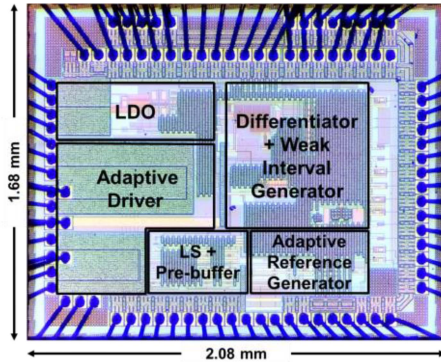 LDO
Differentiator
+ Weak
Interval
Generator
Adaptive
Driver
LS +
Pre-buffer
Adaptive
Reference
Generator
1.68 mm
2.08 mm